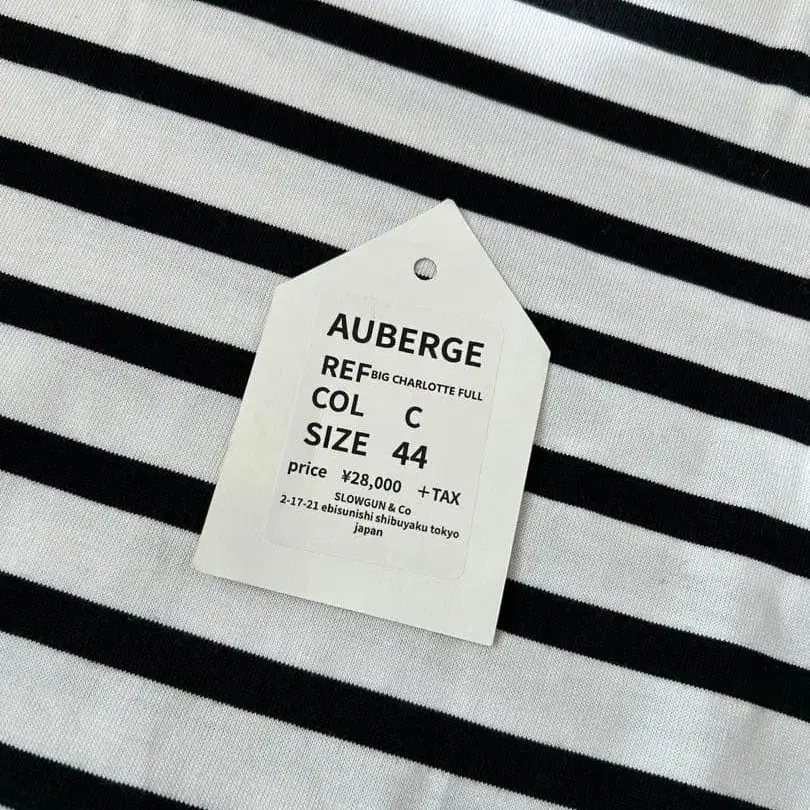 AUBERGE
REF BIG CHARLOTTE FULL
COL C
SIZE 44
price ¥28,000 +TAX
SLOWGUN & Co
2-17-21 ebisunishi shibuyaku tokyo
japan